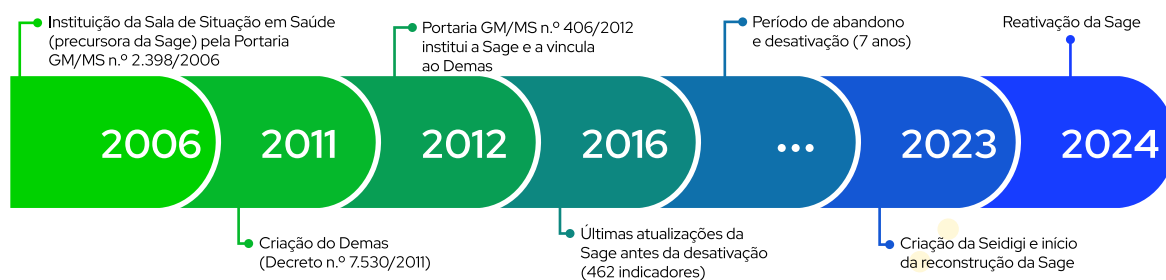 Instituição da Sala de Situação em Saúde
(precursora da Sage) pela Portaria
GM/MS n.º 2.398/2006
Portaria GM/MS n.º 406/2012
institui a Sage e a vincula
ao Demas
Período de abandono
e desativação (7 anos)
Reativação da Sage
2006
2011
2012
2016
...
2023
2024
Criação do Demas
(Decreto n.º 7.530/2011)
Últimas atualizações da
Sage antes da desativação
(462 indicadores)
Criação da Seidigi e início
da reconstrução da Sage